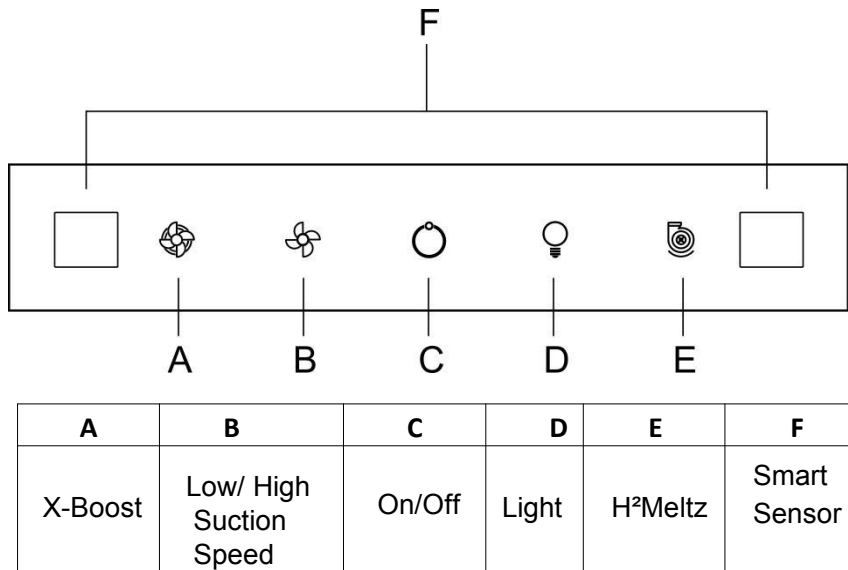 F
A B C D E
A B C D E F
X-Boost Low/ High Suction Speed On/Off Light H²Meltz Smart Sensor